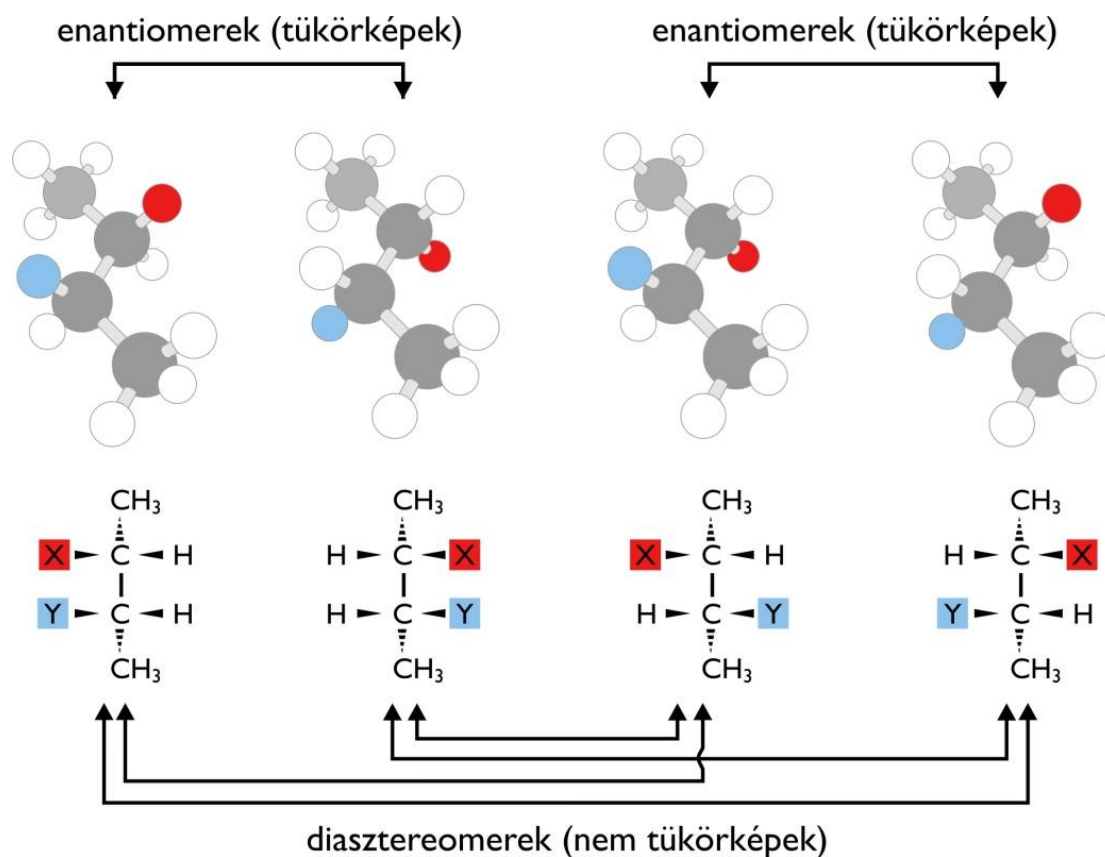 enantiomerek (tükörképek) enantiomerek (tükörképek)
CH3 CH3 CH3 CH3
X C H H C X X C H H C X
Y C H H C Y H C Y Y C H
CH3 CH3 CH3 CH3
diasztereomerek (nem tükörképek)